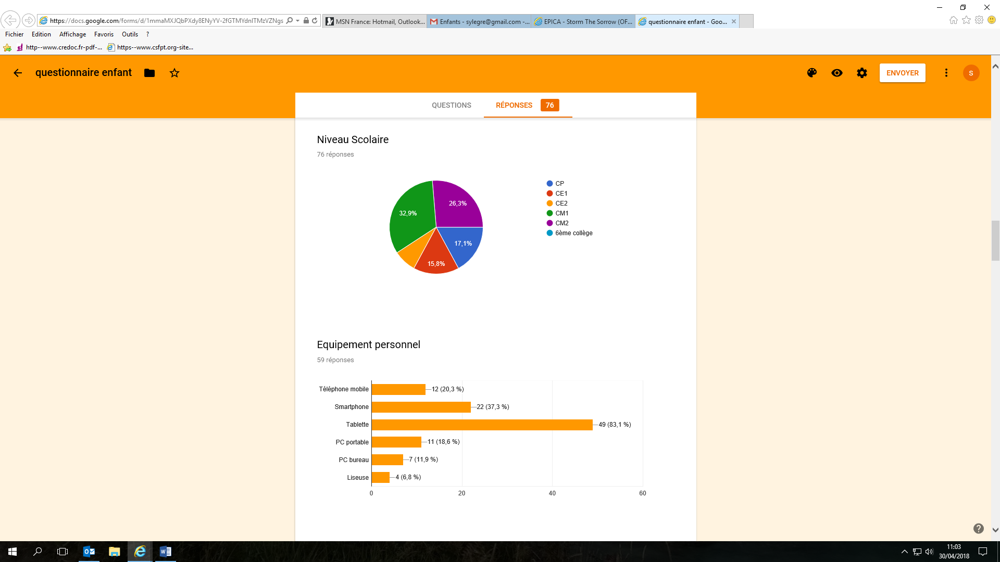 https://docs.google.com/forms/d/1mmaMXJQbPXdy8ENyYV-2fGTMYdnITMzVZNgs
MSN France: Hotmail, Outlook...
Enfants - sylegre@gmail.com -...
EPICA - Storm The Sorrow (OF...
questionnaire enfant - Goo...
Fichier Edition Affichage Favoris Outils ?
http--www.credoc.fr-pdf-...
https--www.csfpt.org-site...
questionnaire enfant
ENVOYER
S
QUESTIONS
RÉPONSES 76
Niveau Scolaire
76 réponses
26,3%
32,9%
17,1%
15,8%
CP
CE1
CE2
CM1
CM2
6ème collège
Equipement personnel
59 réponses
Téléphone mobile 12 (20,3 %)
Smartphone 22 (37,3 %)
Tablette 49 (83,1 %)
PC portable 11 (18,6 %)
PC bureau 7 (11,9 %)
Liseuse 4 (6,8 %)
0 20 40 60
11:03
30/04/2018